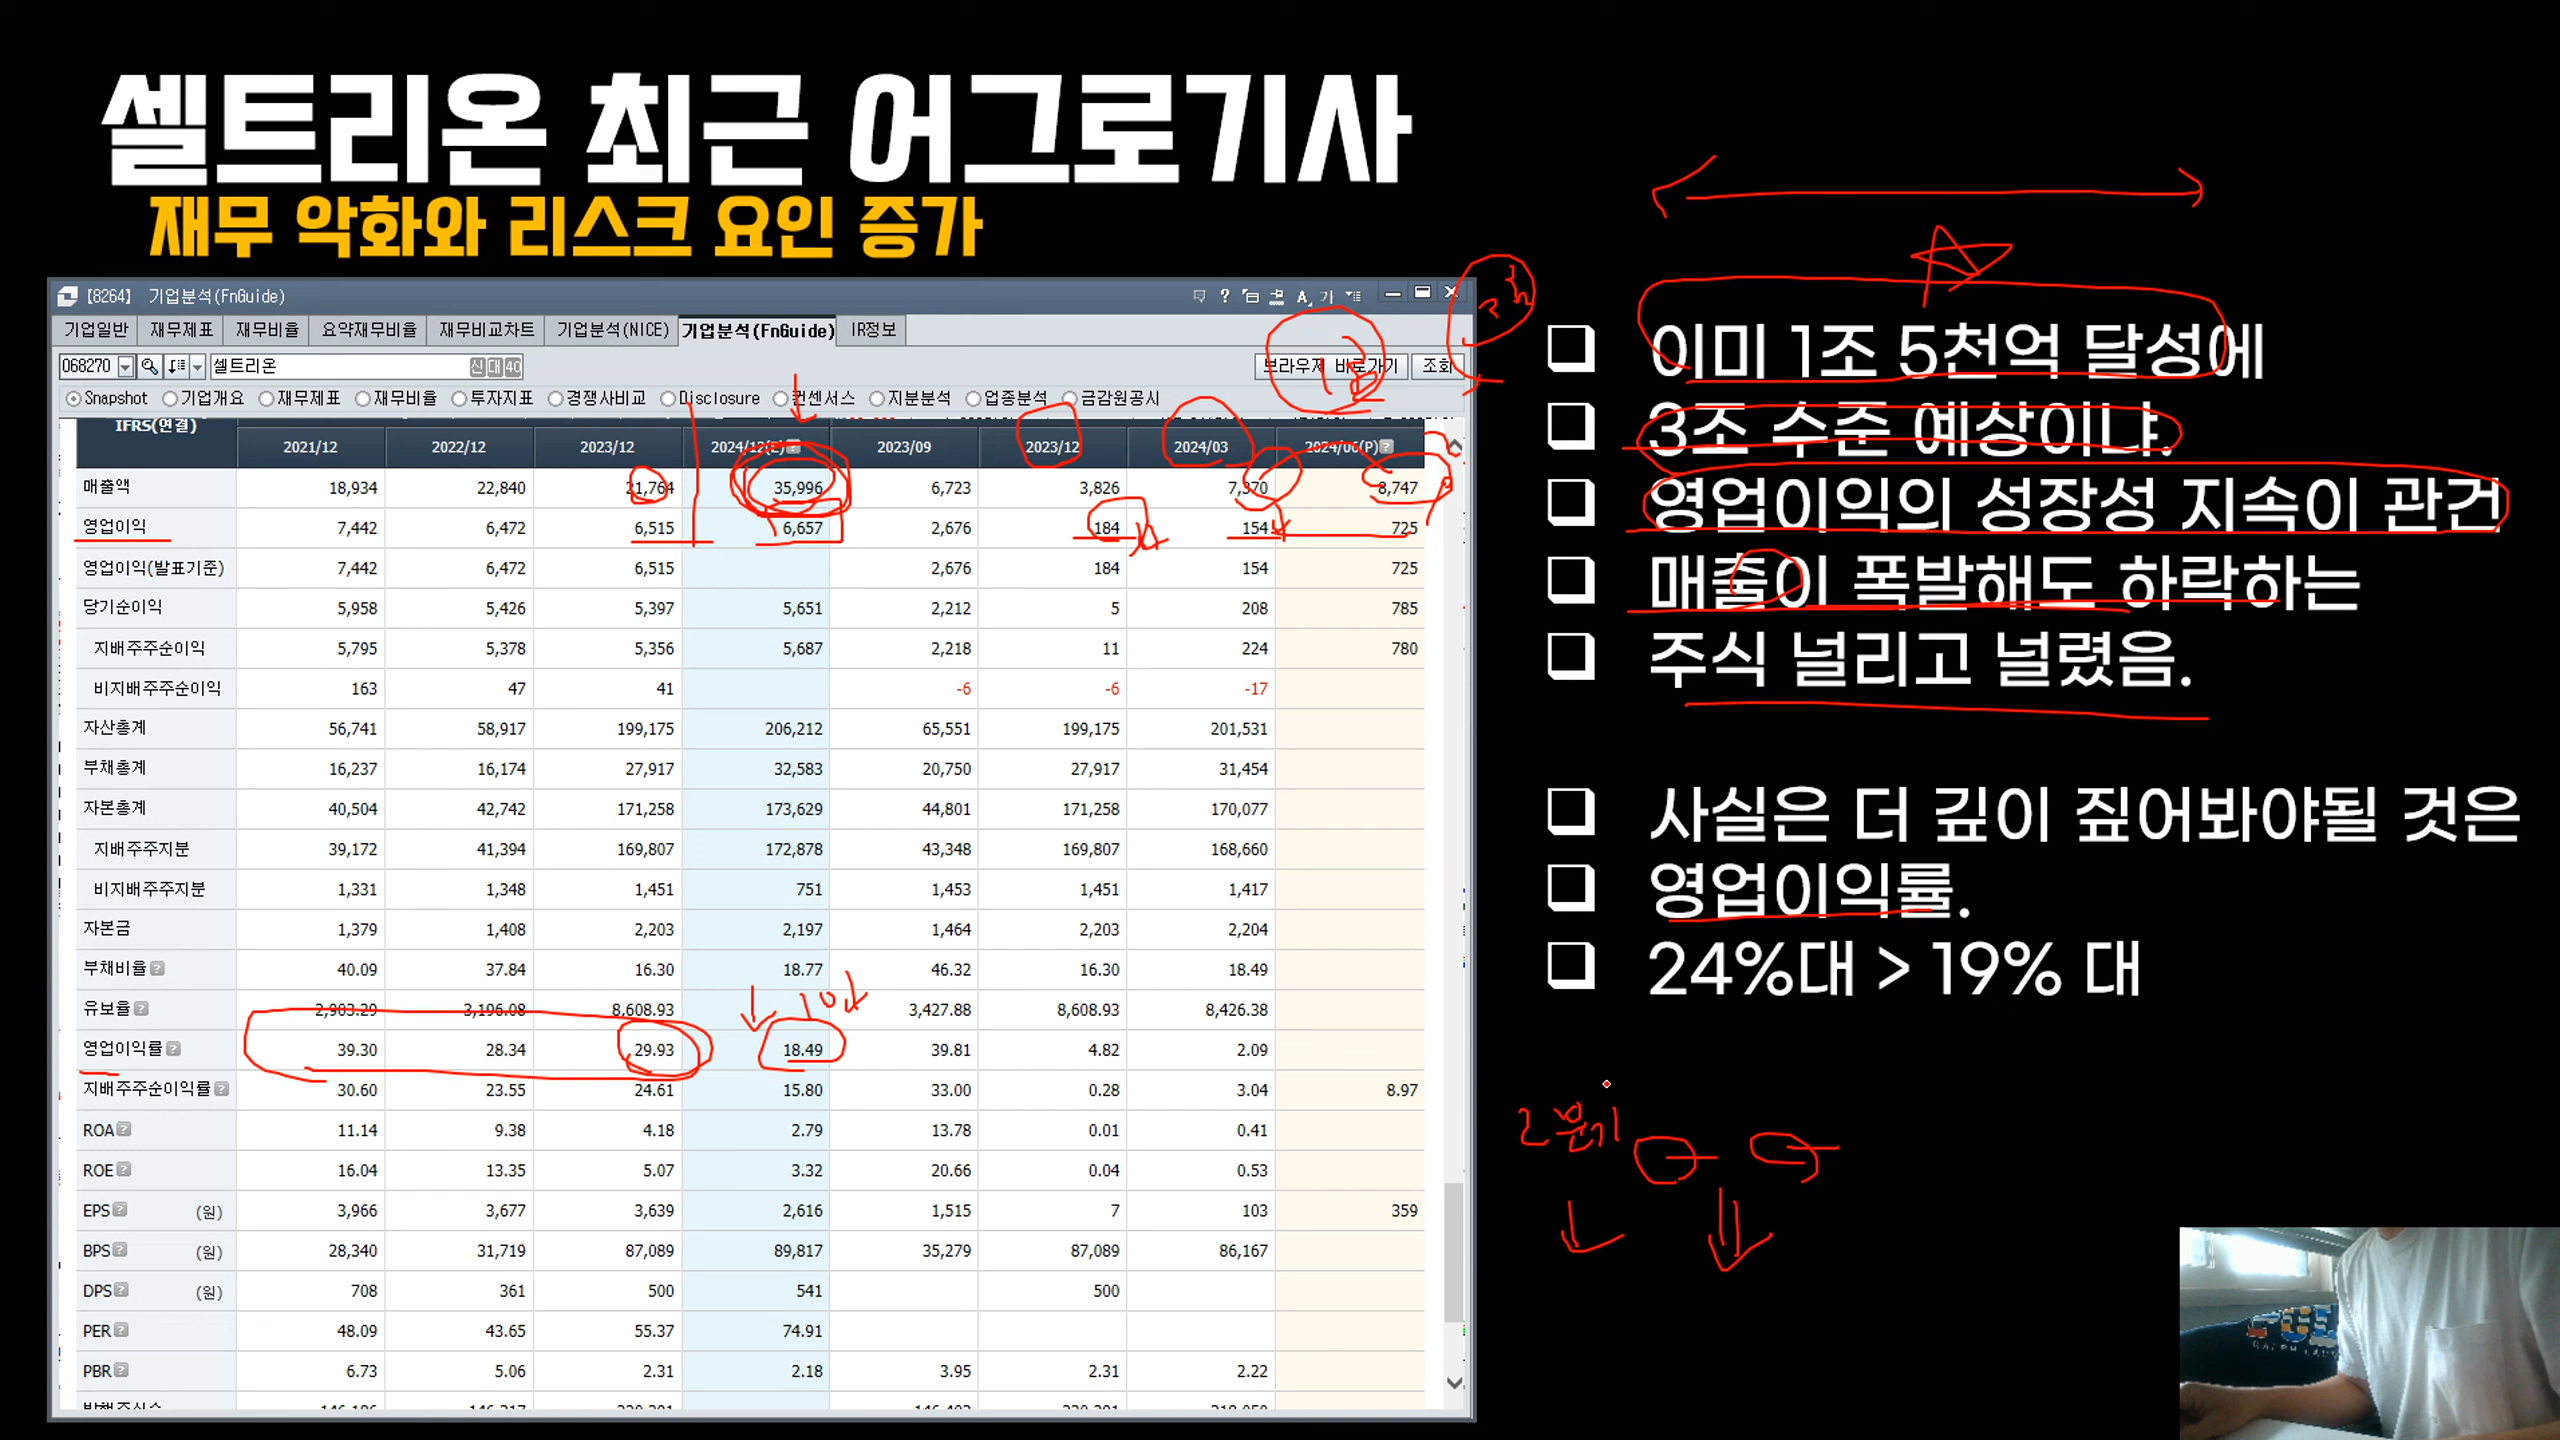 셀트리온 최근 어그로기사
재무 악화와 리스크 요인 증가
[8264] 기업분석(FnGuide)
기업일반 재무제표 재무비율 요약재무비율 재무비교차트 기업분석(NICE) 기업분석(FnGuide) IR정보
068270 셀트리온 신 대 40 브라우저 바로가기 조회
Snapshot 기업개요 재무제표 재무비율 투자지표 경쟁사비교 Disclosure 컨센서스 지분분석 업종분석 금감원공시
IFRS(연결) 2021/12 2022/12 2023/12 2024/12(E) 2023/09 2023/12 2024/03 2024/06(P)
매출액 18,934 22,840 21,764 35,996 6,723 3,826 7,370 8,747
영업이익 7,442 6,472 6,515 6,657 2,676 184 154 725
영업이익(발표기준) 7,442 6,472 6,515 2,676 184 154 725
당기순이익 5,958 5,426 5,397 5,651 2,212 5 208 785
지배주주순이익 5,795 5,378 5,356 5,687 2,218 11 224 780
비지배주주순이익 163 47 41 -6 -6 -17
자산총계 56,741 58,917 199,175 206,212 65,551 199,175 201,531
부채총계 16,237 16,174 27,917 32,583 20,750 27,917 31,454
자본총계 40,504 42,742 171,258 173,629 44,801 171,258 170,077
지배주주지분 39,172 41,394 169,807 172,878 43,348 169,807 168,660
비지배주주지분 1,331 1,348 1,451 751 1,453 1,451 1,417
자본금 1,379 1,408 2,203 2,197 1,464 2,203 2,204
부채비율 40.09 37.84 16.30 18.77 46.32 16.30 18.49
유보율 2,903.29 3,196.08 8,608.93 3,427.88 8,608.93 8,426.38
영업이익률 39.30 28.34 29.93 18.49 39.81 4.82 2.09
지배주주순이익률 30.60 23.55 24.61 15.80 33.00 0.28 3.04 8.97
ROA 11.14 9.38 4.18 2.79 13.78 0.01 0.41
ROE 16.04 13.35 5.07 3.32 20.66 0.04 0.53
EPS (원) 3,966 3,677 3,639 2,616 1,515 7 103 359
BPS (원) 28,340 31,719 87,089 89,817 35,279 87,089 86,167
DPS (원) 708 361 500 541 500
PER 48.09 43.65 55.37 74.91
PBR 6.73 5.06 2.31 2.18 3.95 2.31 2.22
이미 1조 5천억 달성에
3조 수준 예상이냐.
영업이익의 성장성 지속이 관건
매출이 폭발해도 하락하는
주식 널리고 널렸음.
사실은 더 깊이 짚어봐야될 것은
영업이익률.
24%대 > 19% 대
2분기